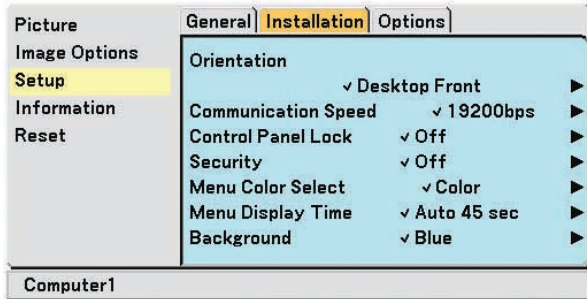 Picture
Image Options
Setup
Information
Reset
General Installation Options
Orientation
✓ Desktop Front
Communication Speed ✓ 19200bps
Control Panel Lock ✓ Off
Security ✓ Off
Menu Color Select ✓ Color
Menu Display Time ✓ Auto 45 sec
Background ✓ Blue
Computer1